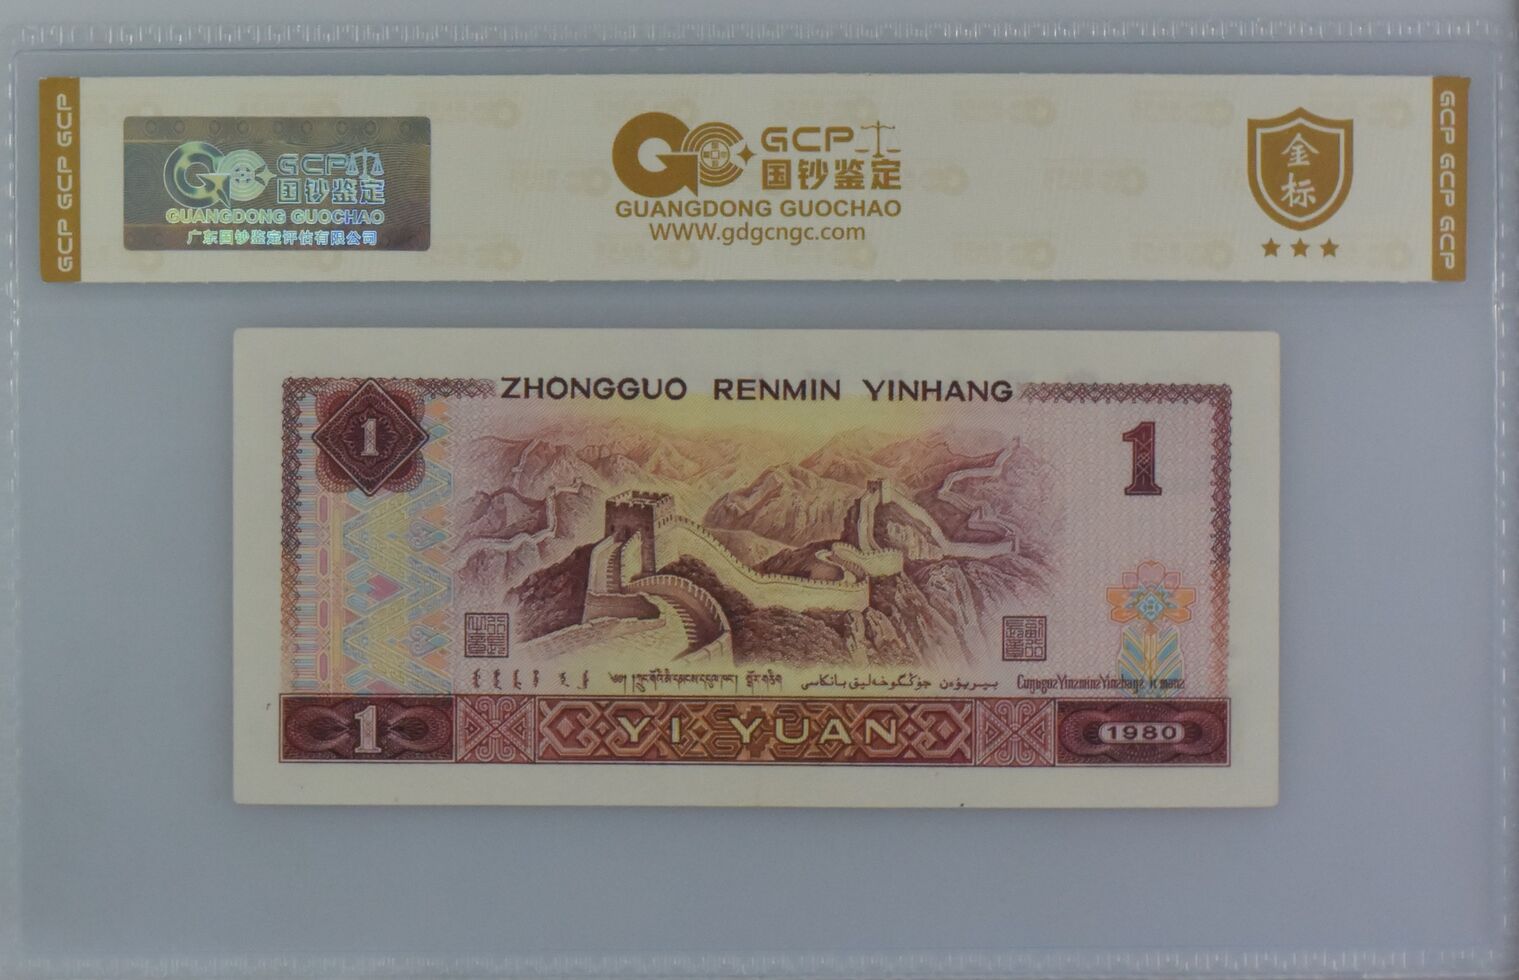 GCP GCP GCP
GCP
国钞鉴定
GUANGDONG GUOCHAO
广东国钞鉴定评估有限公司
GCP
国钞鉴定
GUANGDONG GUOCHAO
WWW.gdgcngc.com
金
标
GCP GCP GCP
ZHONGGUO RENMIN YINHANG
1
1
1
YI YUAN
1980